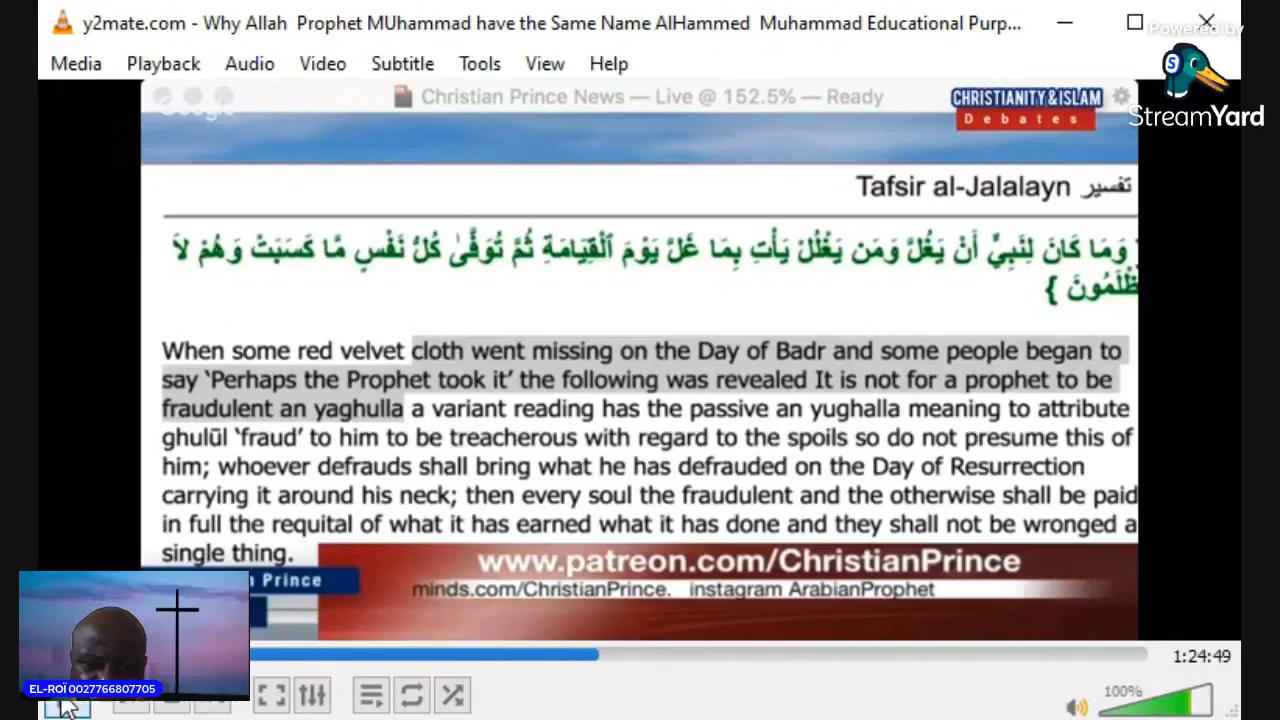 y2mate.com - Why Allah  Prophet MUhammad have the Same Name AlHammed  Muhammad Educational Purp...
Powered by
StreamYard
Media Playback Audio Video Subtitle Tools View Help
Christian Prince News — Live @ 152.5% — Ready
CHRISTIANITY & ISLAM
Debates
Google
Tafsir al-Jalalayn تفسير
وَمَا كَانَ لِنَبِيٍّ أَنْ يَغُلَّ وَمَن يَغْلُلْ يَأْتِ بِمَا غَلَّ يَوْمَ ٱلْقِيَامَةِ ثُمَّ تُوَفَّىٰ كُلُّ نَفْسٍ مَّا كَسَبَتْ وَهُمْ لاَ
ظْلَمُونَ }
When some red velvet cloth went missing on the Day of Badr and some people began to
say ‘Perhaps the Prophet took it’ the following was revealed It is not for a prophet to be
fraudulent an yaghulla a variant reading has the passive an yughalla meaning to attribute
ghulūl ‘fraud’ to him to be treacherous with regard to the spoils so do not presume this of
him; whoever defrauds shall bring what he has defrauded on the Day of Resurrection
carrying it around his neck; then every soul the fraudulent and the otherwise shall be paid
in full the requital of what it has earned what it has done and they shall not be wronged a
single thing.
www.patreon.com/ChristianPrince
n Prince
minds.com/ChristianPrince. instagram ArabianProphet
1:24:49
EL-ROÏ 0027766807705
100%